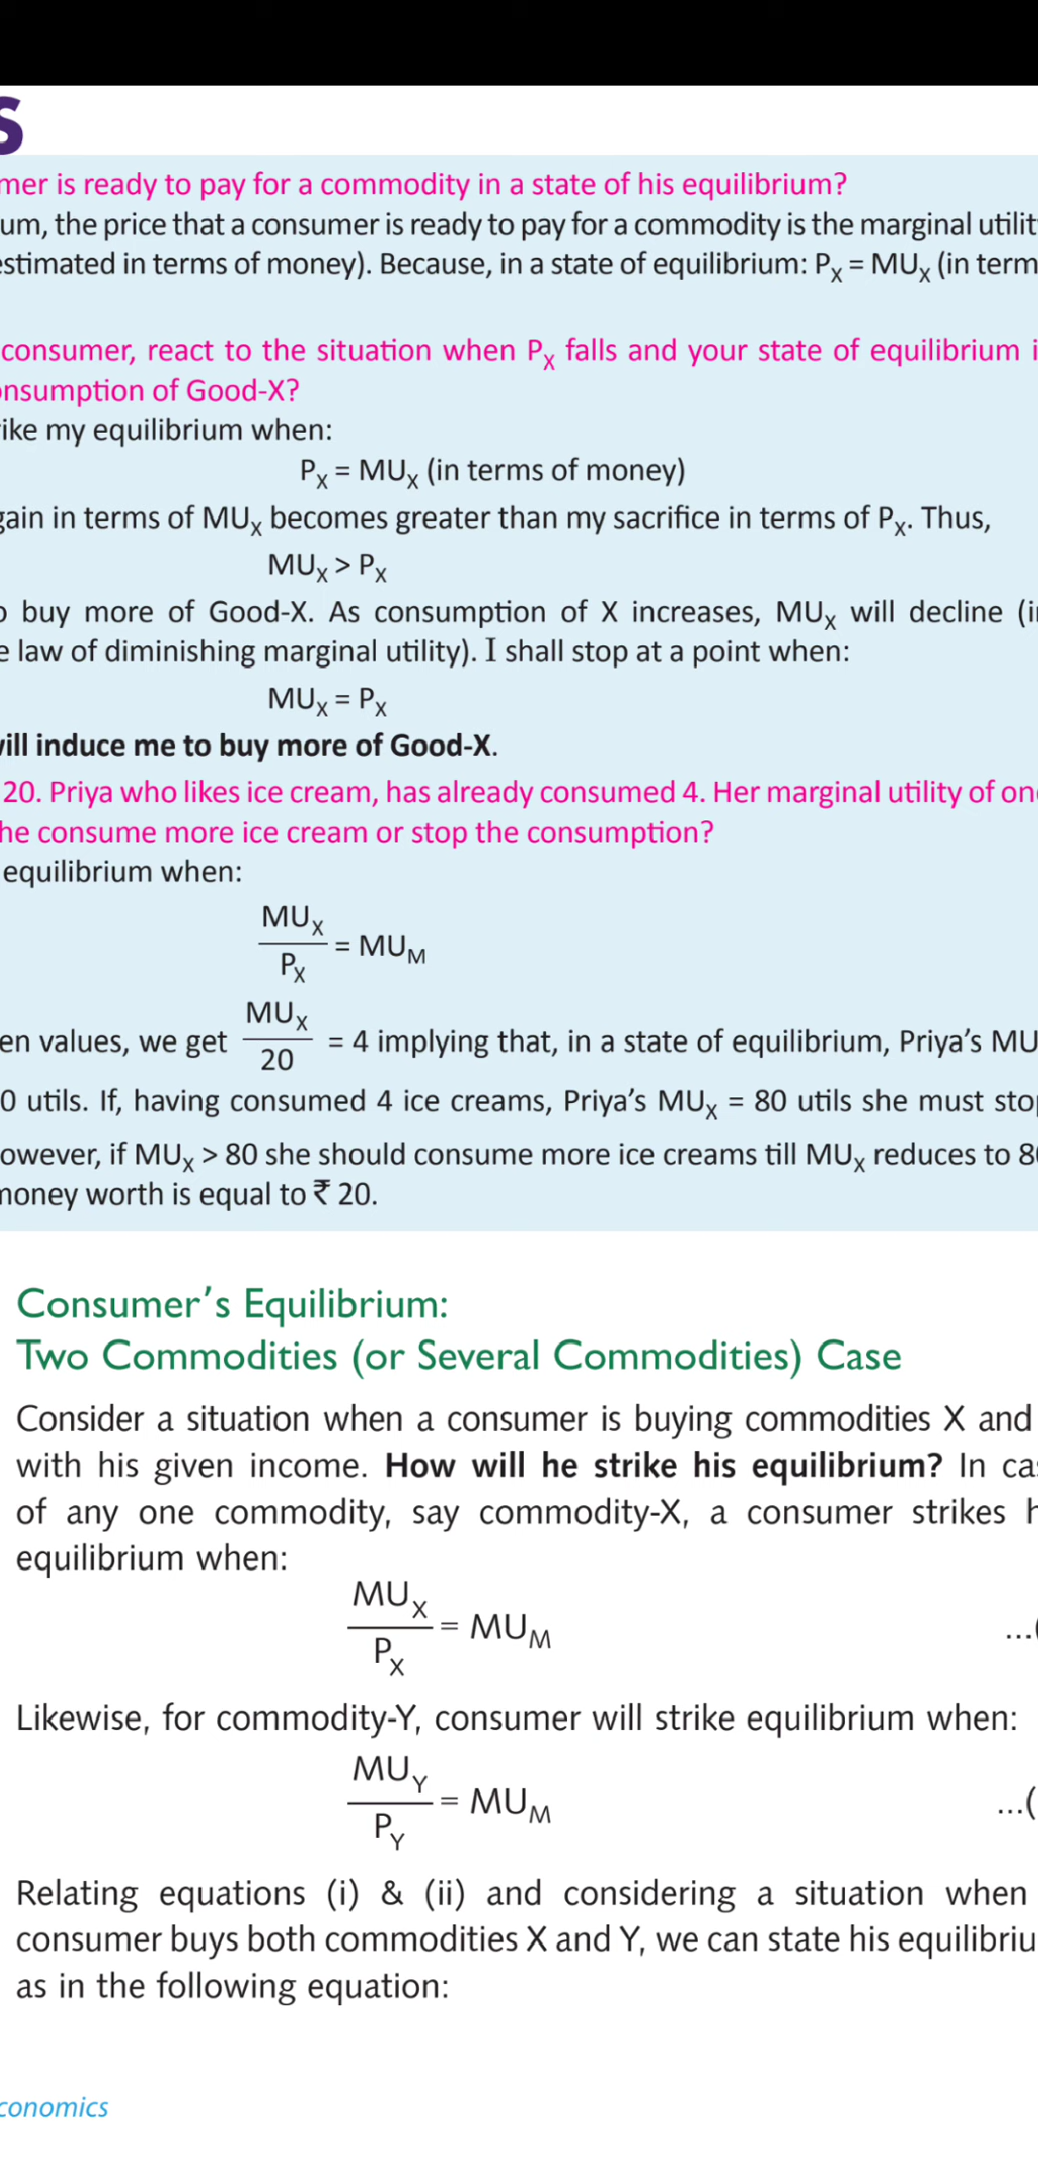 s
mer is ready to pay for a commodity in a state of his equilibrium?
um, the price that a consumer is ready to pay for a commodity is the marginal utilit
estimated in terms of money). Because, in a state of equilibrium: PX = MUX (in term
consumer, react to the situation when PX falls and your state of equilibrium i
onsumption of Good-X?
ike my equilibrium when:
PX = MUX (in terms of money)
gain in terms of MUX becomes greater than my sacrifice in terms of PX. Thus,
MUX > PX
o buy more of Good-X. As consumption of X increases, MUX will decline (i
e law of diminishing marginal utility). I shall stop at a point when:
MUX = PX
will induce me to buy more of Good-X.
20. Priya who likes ice cream, has already consumed 4. Her marginal utility of on
he consume more ice cream or stop the consumption?
equilibrium when:
MUX
= MUM
PX
MUX
en values, we get = 4 implying that, in a state of equilibrium, Priya's MU
20
0 utils. If, having consumed 4 ice creams, Priya's MUX = 80 utils she must sto
owever, if MUX > 80 she should consume more ice creams till MUX reduces to 8
money worth is equal to ₹ 20.
Consumer's Equilibrium:
Two Commodities (or Several Commodities) Case
Consider a situation when a consumer is buying commodities X and
with his given income. How will he strike his equilibrium? In ca
of any one commodity, say commodity-X, a consumer strikes h
equilibrium when:
MUX
= MUM ...(
PX
Likewise, for commodity-Y, consumer will strike equilibrium when:
MUY
= MUM ...(
PY
Relating equations (i) & (ii) and considering a situation when
consumer buys both commodities X and Y, we can state his equilibriu
as in the following equation:
conomics